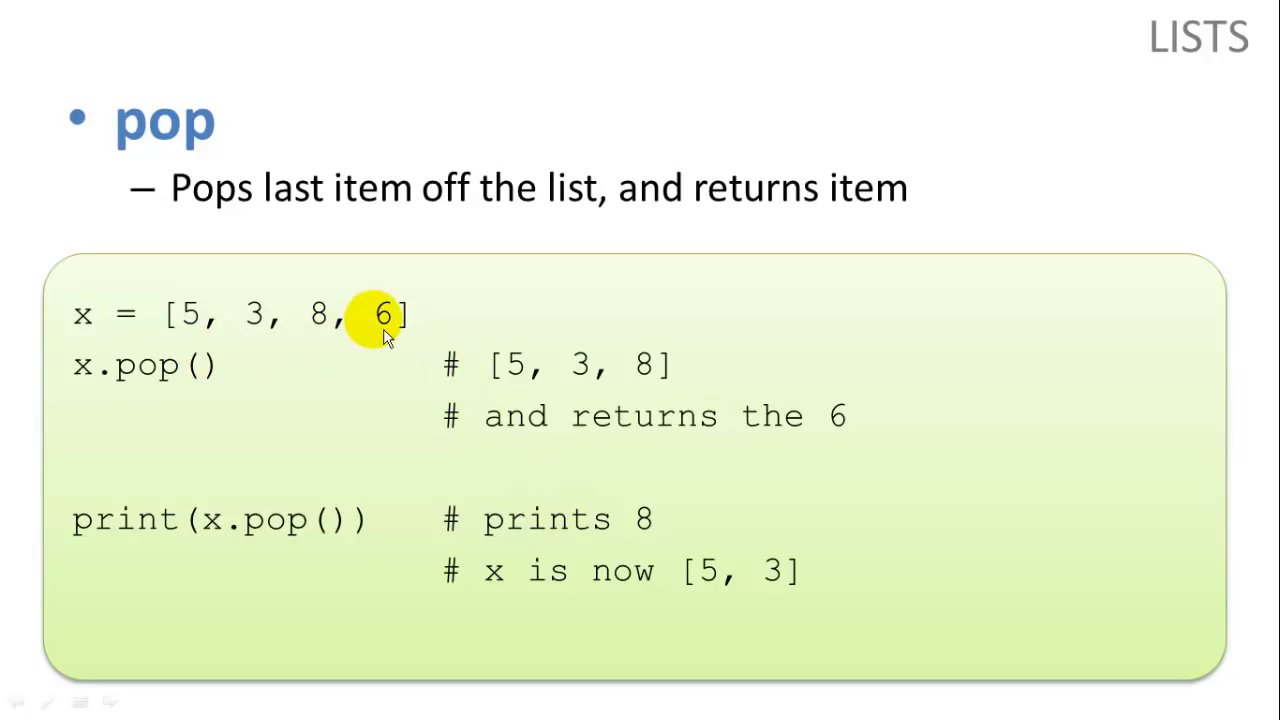 LISTS
• pop
– Pops last item off the list, and returns item
x = [5, 3, 8, 6]
x.pop() # [5, 3, 8]
# and returns the 6
print(x.pop()) # prints 8
# x is now [5, 3]